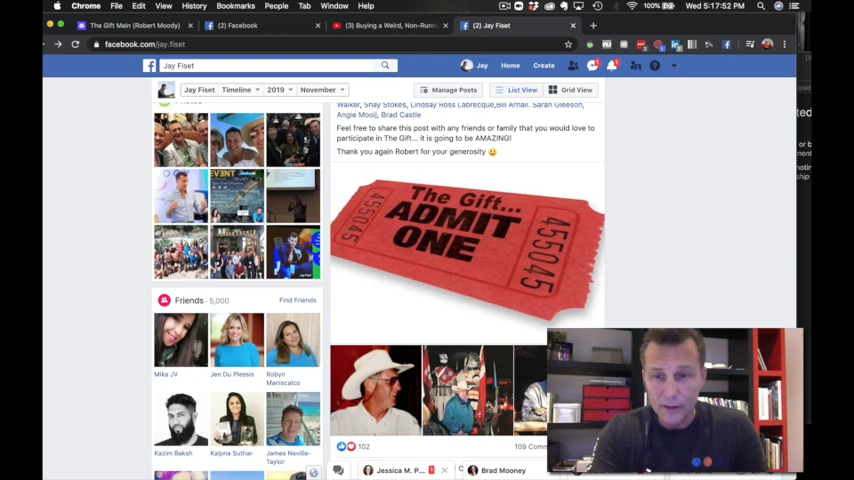 Chrome File Edit View History Bookmarks People Tab Window Help 100% Wed 5:17:52 PM
The Gift Main (Robert Moody) (2) Facebook (3) Buying a Weird, Non-Runn (2) Jay Fiset
facebook.com/jay.fiset
Jay Fiset Jay Home Create
Jay Fiset Timeline 2019 November Manage Posts List View Grid View
Walker, Shay Stokes, Lindsay Ross Labrecque, Bill Arnall, Sarah Gleeson,
Angie Mooij, Brad Castle
Feel free to share this post with any friends or family that you would love to
participate in The Gift... it is going to be AMAZING!
Thank you again Robert for your generosity
The Gift...
ADMIT
ONE
455045
455045
Friends · 5,000 Find Friends
Mika JV Jen Du Plessis Robyn
Maniscalco
Kazim Baksh Kalpna Suthar James Neville-
Taylor
102 109 Comm
Jessica M. P... 1 Brad Mooney